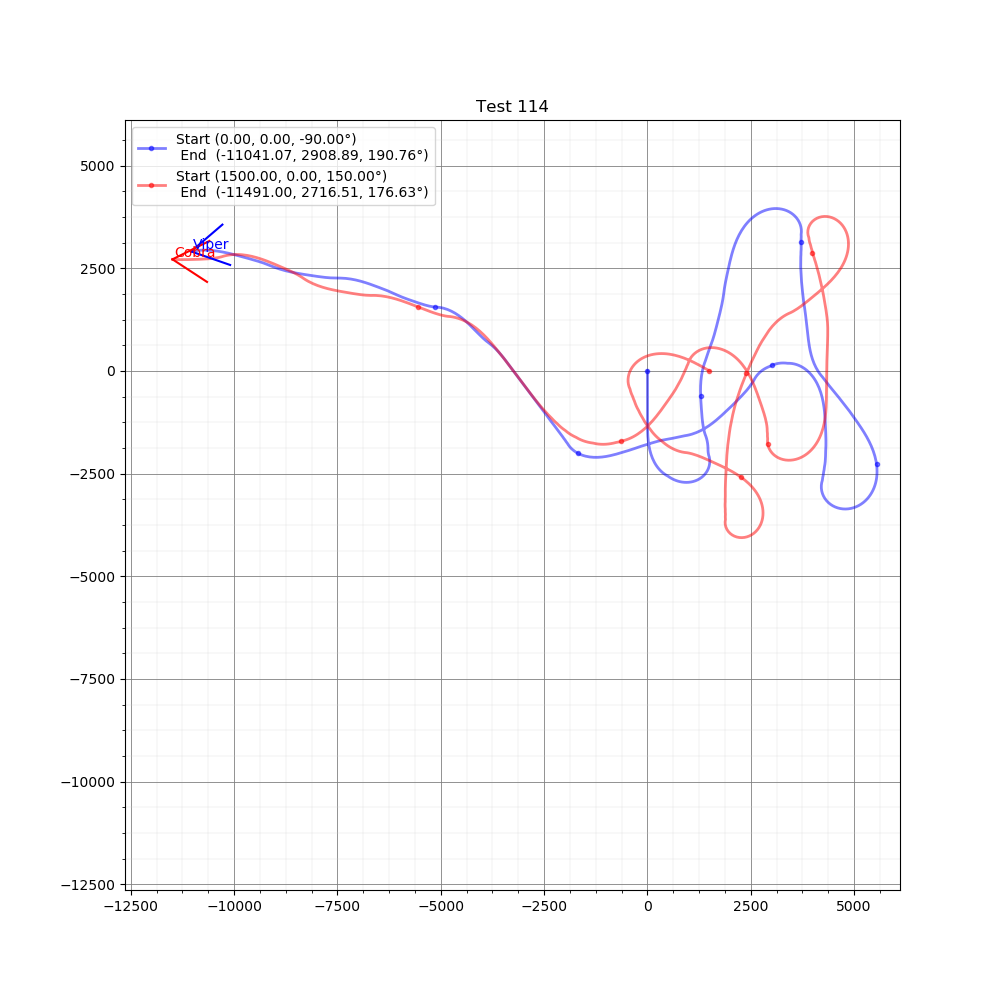 Test 114
Start (0.00, 0.00, -90.00°)
End (-11041.07, 2908.89, 190.76°)
Start (1500.00, 0.00, 150.00°)
End (-11491.00, 2716.51, 176.63°)
Viper
Cobra
5000
2500
0
−2500
−5000
−7500
−10000
−12500
−12500 −10000 −7500 −5000 −2500 0 2500 5000